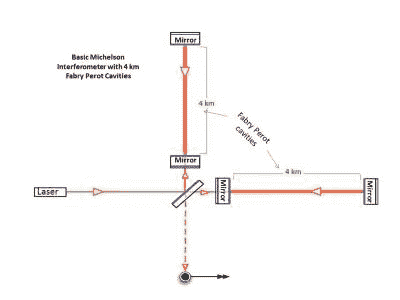 Mirror
Basic Michelson
Interferometer with 4 km
Fabry Perot Cavities
4 km
Fabry Perot
cavities
Mirror
4 km
Laser
Mirror
Mirror